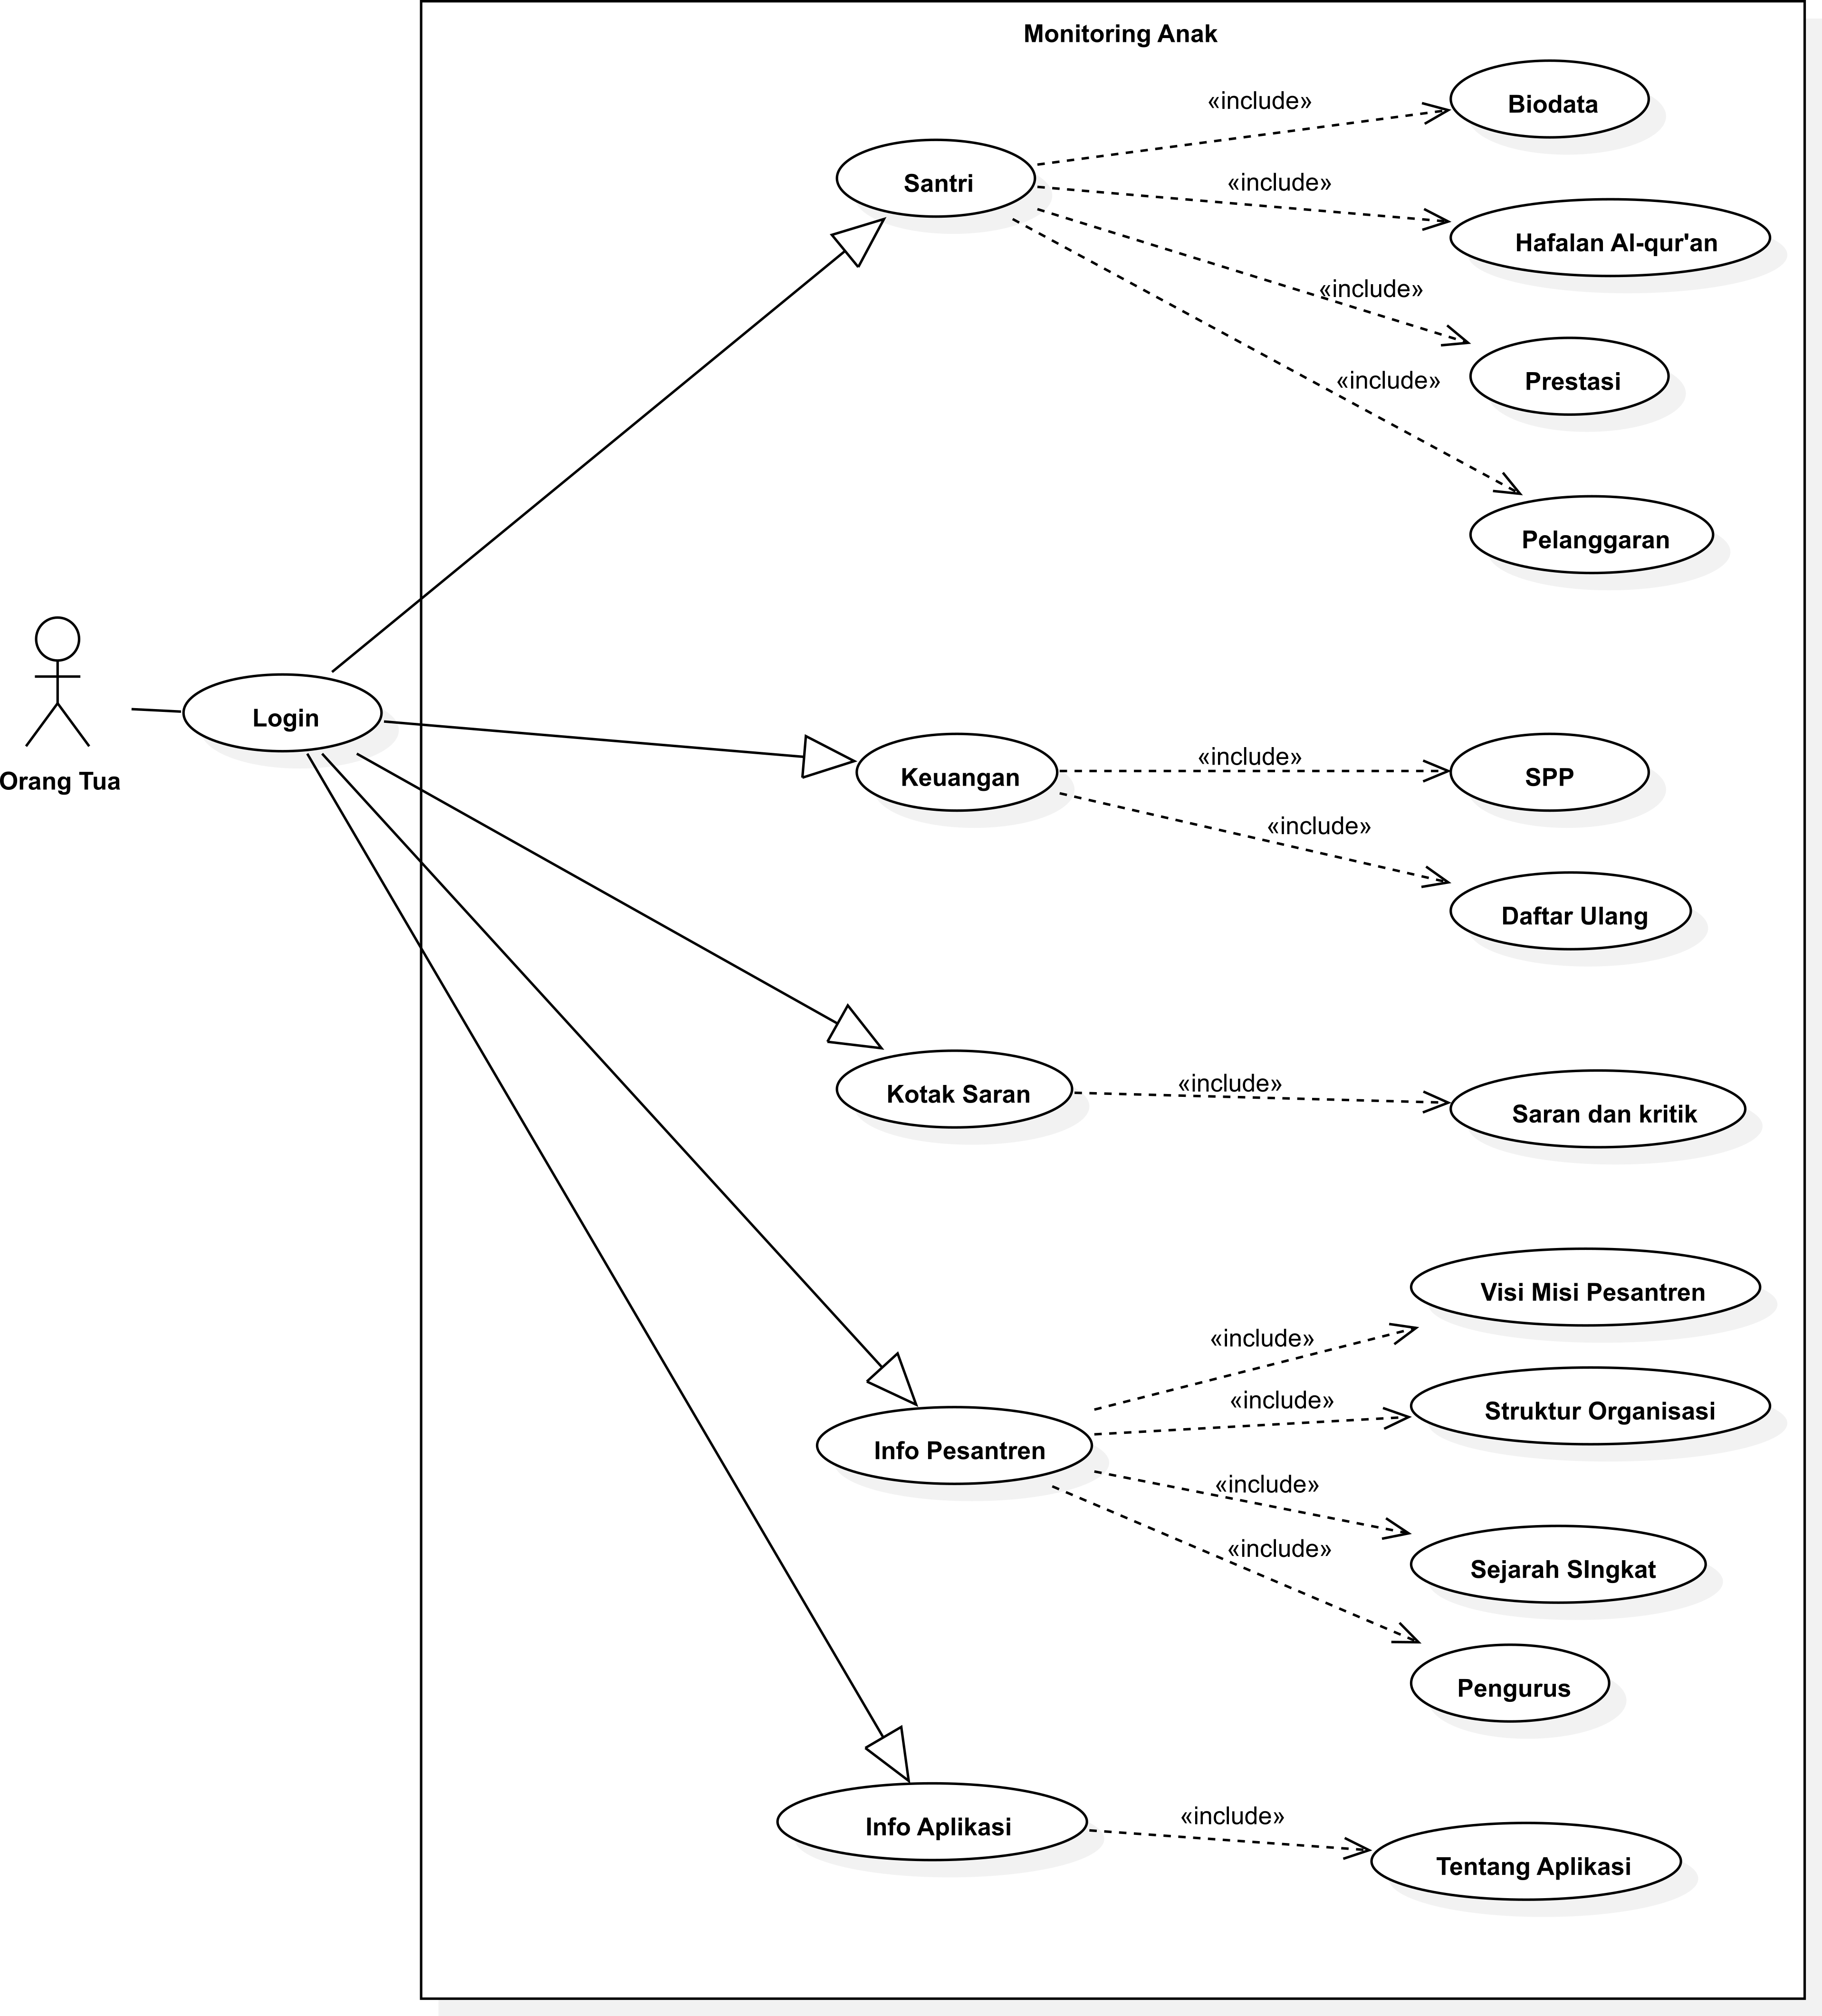 Monitoring Anak
«include»
Biodata
Santri
«include»
Hafalan Al-qur'an
«include»
Prestasi
«include»
Pelanggaran
Orang Tua
Login
Keuangan
«include»
SPP
«include»
Daftar Ulang
Kotak Saran
«include»
Saran dan kritik
Visi Misi Pesantren
«include»
«include»
Struktur Organisasi
Info Pesantren
«include»
Sejarah SIngkat
«include»
Pengurus
Info Aplikasi
«include»
Tentang Aplikasi